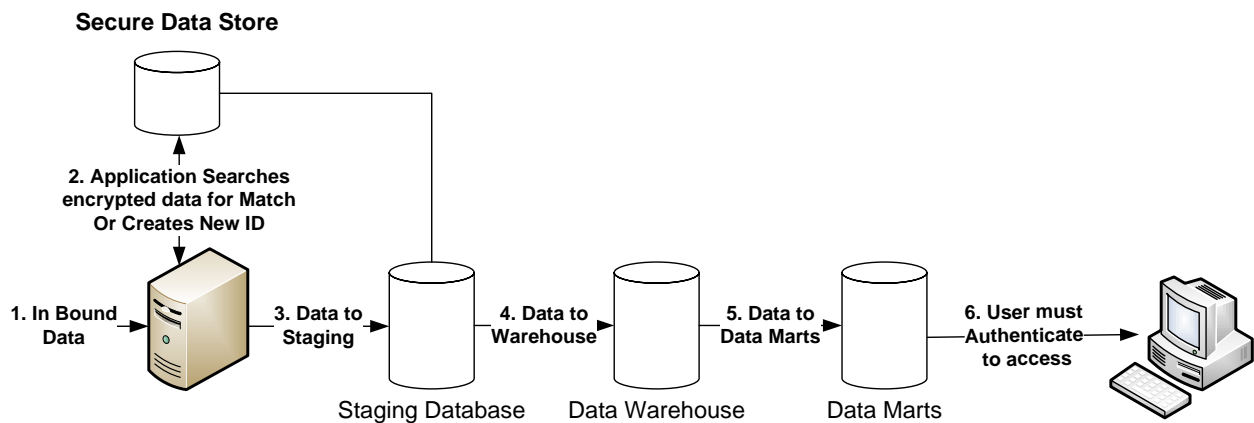 Secure Data Store
2. Application Searches
encrypted data for Match
Or Creates New ID
1. In Bound
Data
3. Data to
Staging
4. Data to
Warehouse
5. Data to
Data Marts
6. User must
Authenticate
to access
Staging Database
Data Warehouse
Data Marts